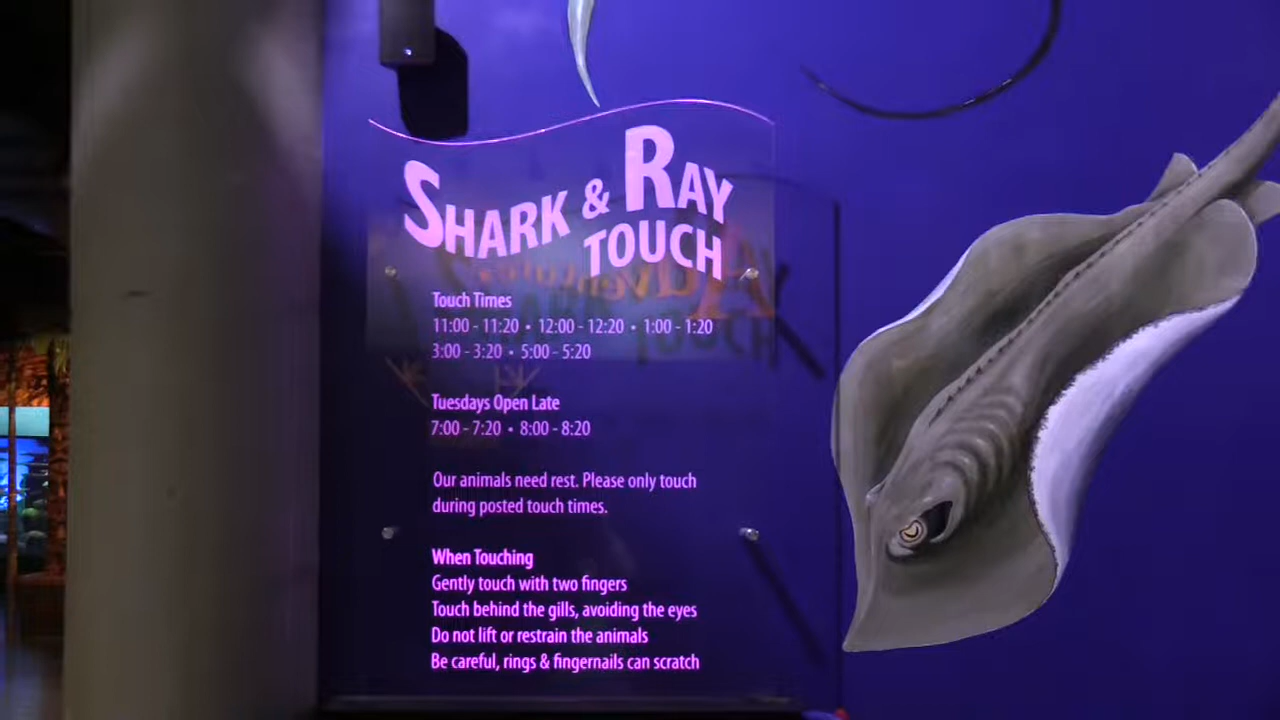 SHARK & RAY
TOUCH
Touch Times
11:00 - 11:20 • 12:00 - 12:20 • 1:00 - 1:20
3:00 - 3:20 • 5:00 - 5:20
Tuesdays Open Late
7:00 - 7:20 • 8:00 - 8:20
Our animals need rest. Please only touch
during posted touch times.
When Touching
Gently touch with two fingers
Touch behind the gills, avoiding the eyes
Do not lift or restrain the animals
Be careful, rings & fingernails can scratch